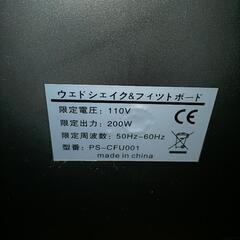 ウェドシェイク&フィットボード
限定電圧：110V
限定出力：200W
限定周波数：50Hz-60Hz
型番：PS-CFU001
made in china
CE